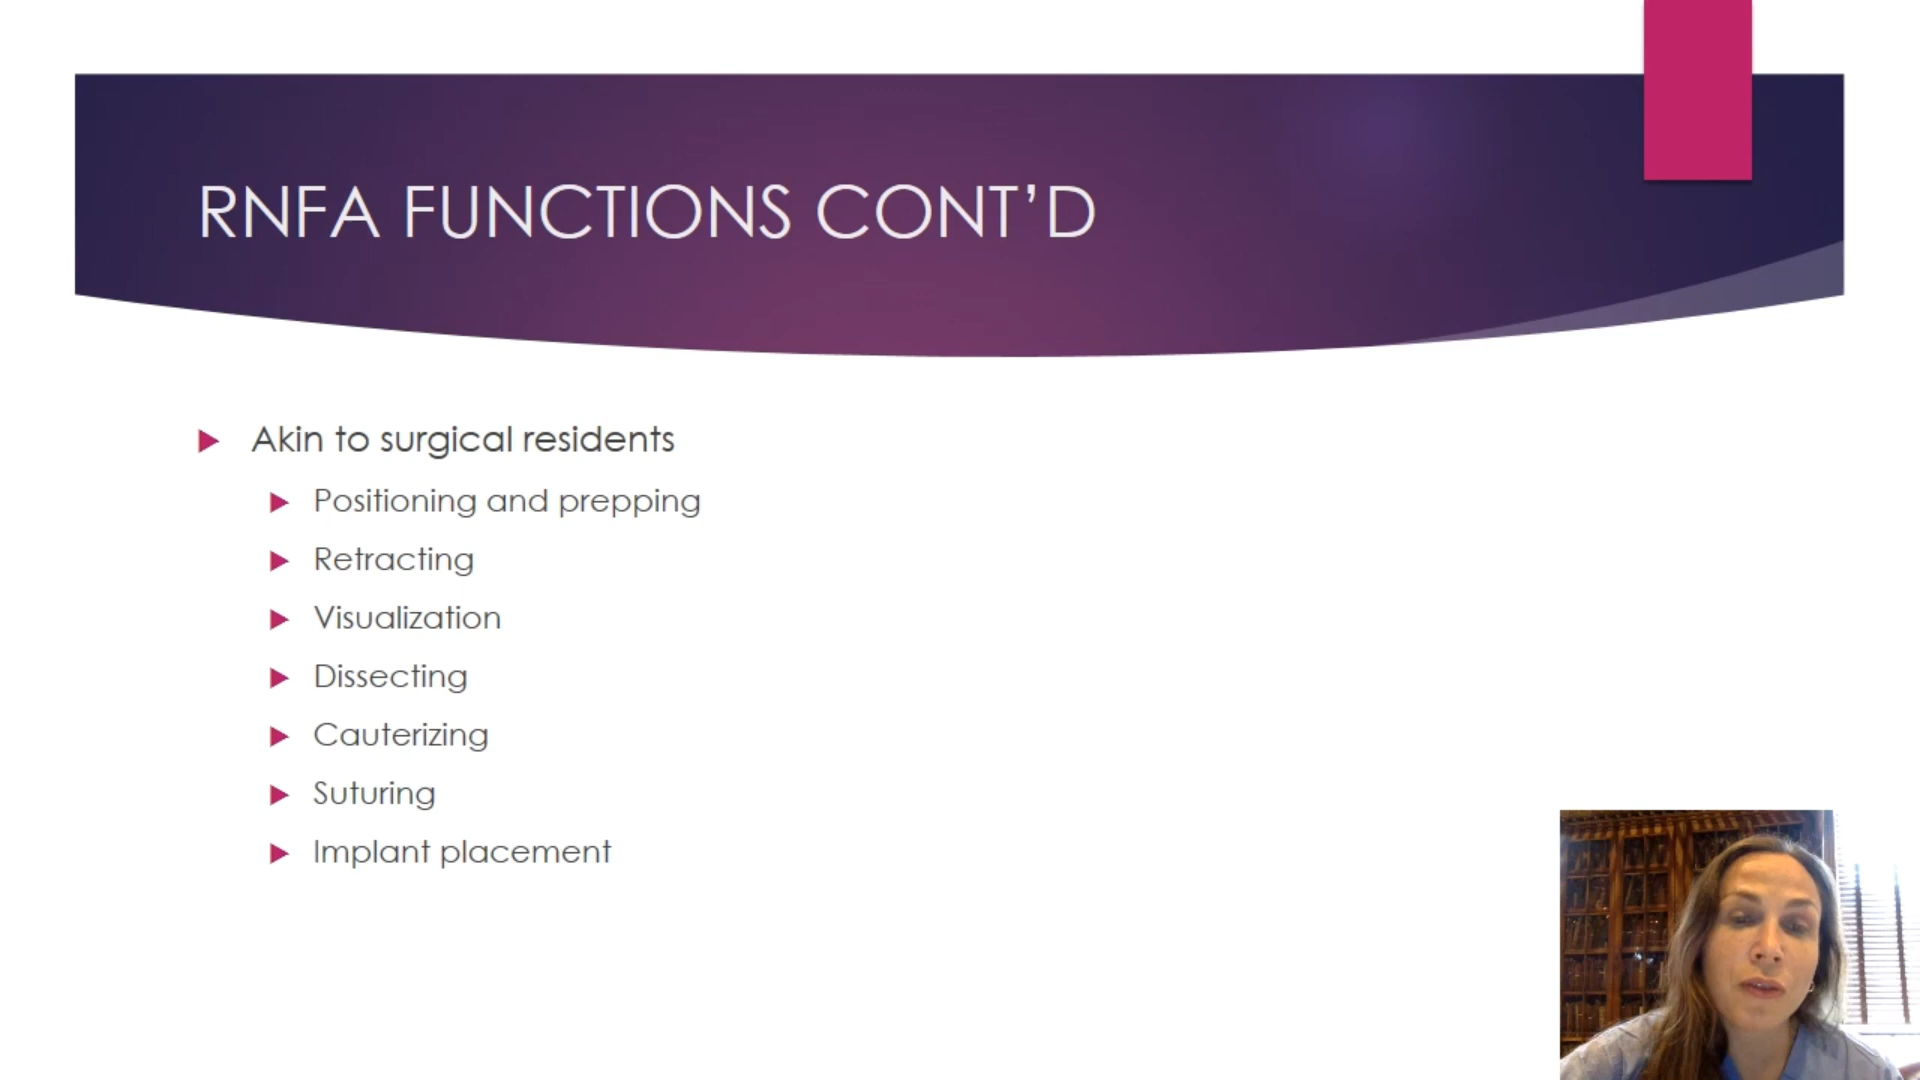 RNFA FUNCTIONS CONT’D
Akin to surgical residents
Positioning and prepping
Retracting
Visualization
Dissecting
Cauterizing
Suturing
Implant placement